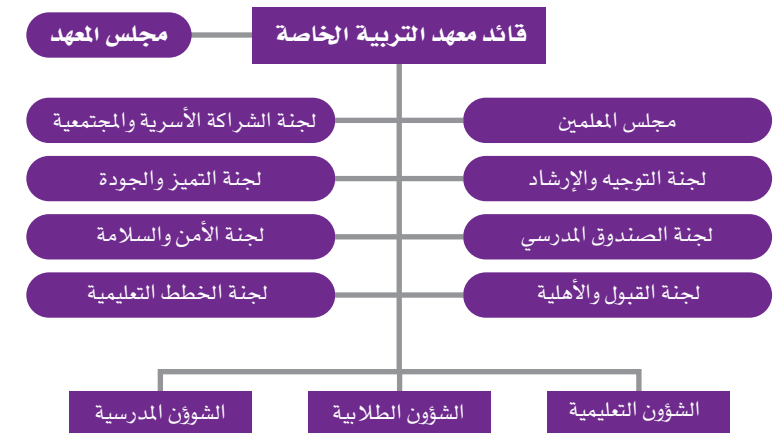 قائد معهد التربية الخاصة
مجلس المعهد
مجلس المعلمين
لجنة الشراكة الأسرية والمجتمعية
لجنة التوجيه والإرشاد
لجنة التميز والجودة
لجنة الصندوق المدرسي
لجنة الأمن والسلامة
لجنة القبول والأهلية
لجنة الخطط التعليمية
الشؤون التعليمية
الشؤون الطلابية
الشوؤن المدرسية